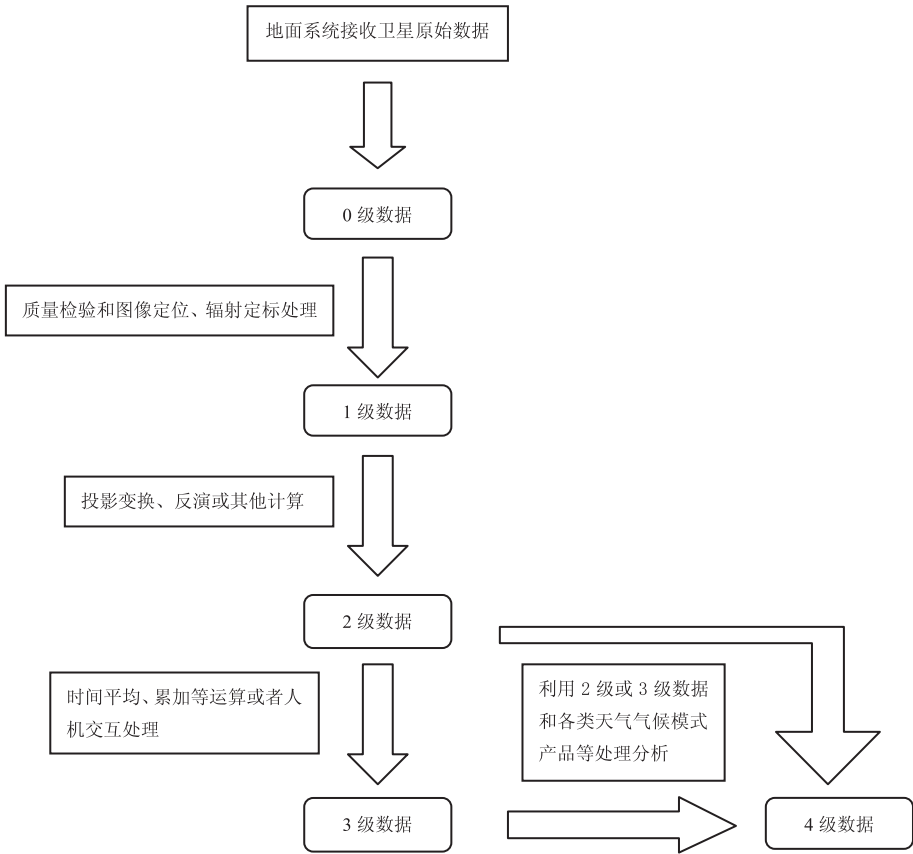 地面系统接收卫星原始数据
0 级数据
质量检验和图像定位、辐射定标处理
1 级数据
投影变换、反演或其他计算
2 级数据
时间平均、累加等运算或者人
机交互处理
利用 2 级或 3 级数据
和各类天气气候模式
产品等处理分析
3 级数据
4 级数据